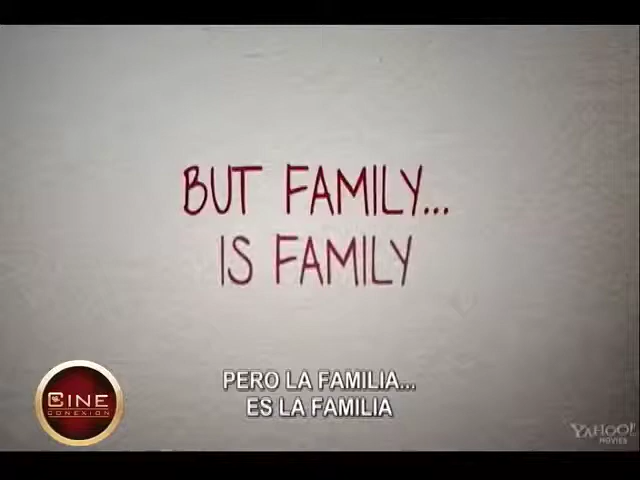 BUT FAMILY...
IS FAMILY
PERO LA FAMILIA...
ES LA FAMILIA
CINE
CONEXION
YAHOO!
MOVIES